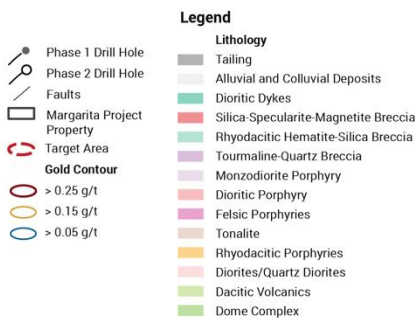 Legend
Phase 1 Drill Hole
Phase 2 Drill Hole
Faults
Margarita Project
Property
Target Area
Gold Contour
> 0.25 g/t
> 0.15 g/t
> 0.05 g/t
Lithology
Tailing
Alluvial and Colluvial Deposits
Dioritic Dykes
Silica-Specularite-Magnetite Breccia
Rhyodacitic Hematite-Silica Breccia
Tourmaline-Quartz Breccia
Monzodiorite Porphyry
Dioritic Porphyry
Felsic Porphyries
Tonalite
Rhyodacitic Porphyries
Diorites/Quartz Diorites
Dacitic Volcanics
Dome Complex